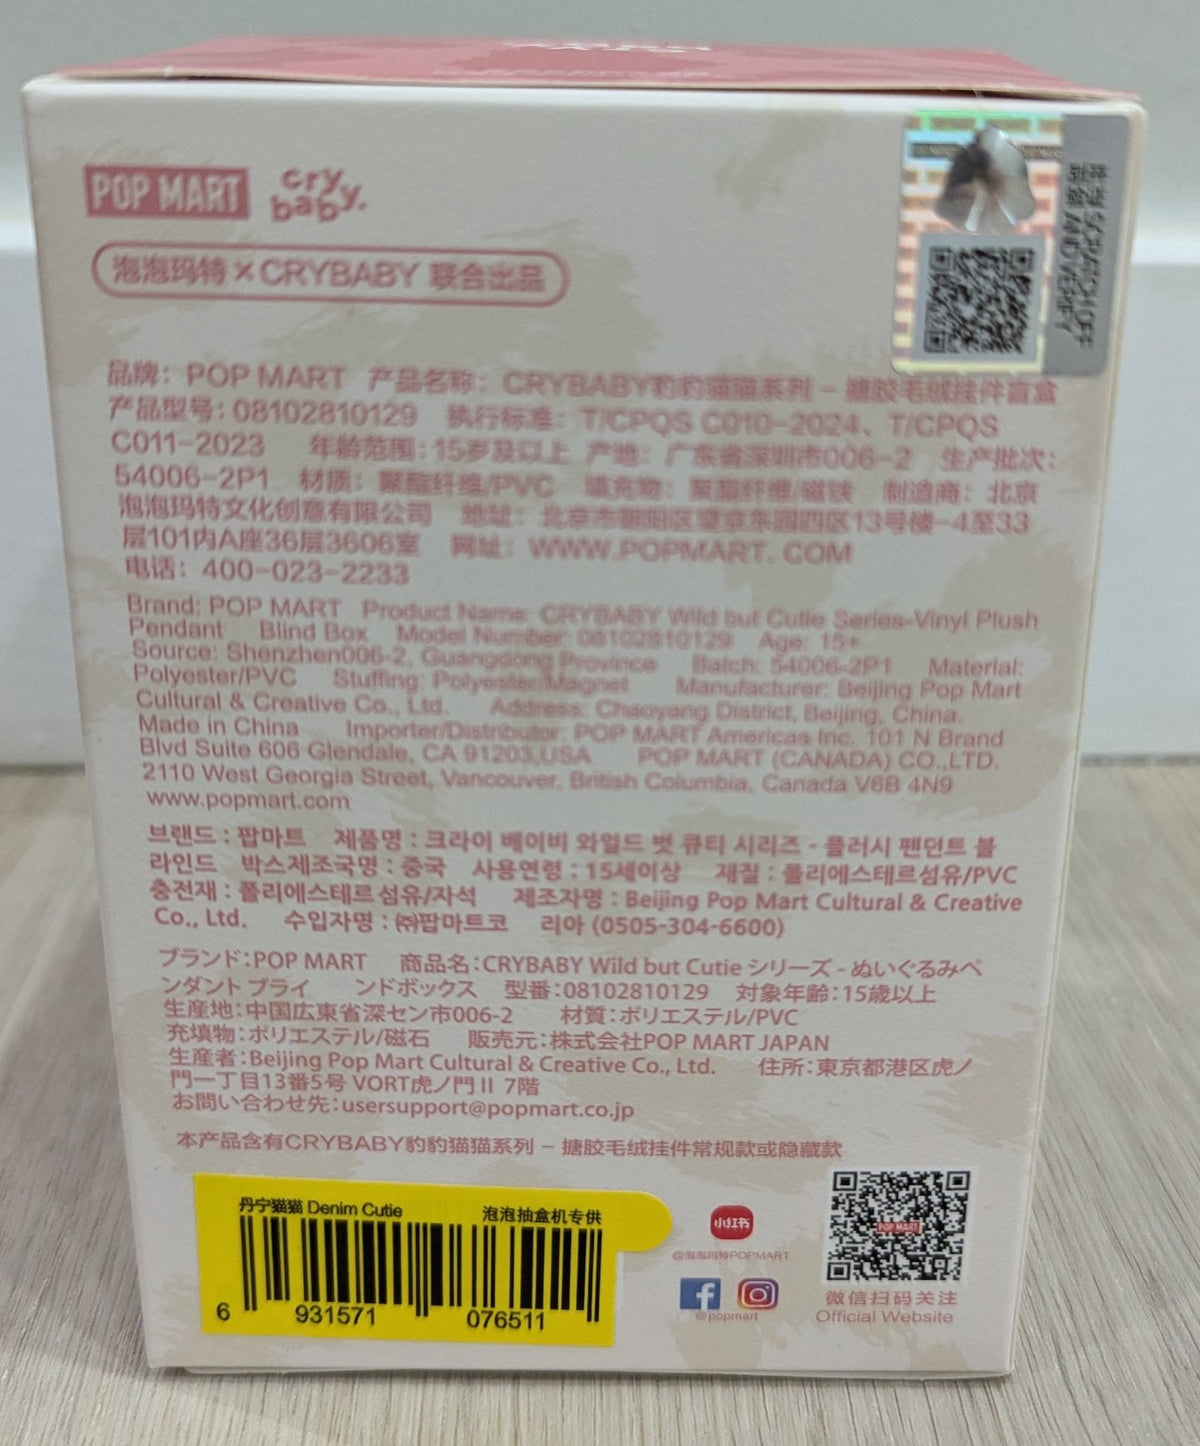 POP MART
cry
baby.
泡泡玛特×CRYBABY 联合出品
防伪 SCRATCH OFF
AND VERIFY
品牌：POP MART 产品名称：CRYBABY豹豹猫猫系列－搪胶毛绒挂件盲盒
产品型号：08102810129 执行标准：T/CPQS C010-2024、T/CPQS
C011-2023 年龄范围：15岁及以上 产地：广东省深圳市006-2 生产批次：
54006-2P1 材质：聚酯纤维/PVC 填充物：聚酯纤维/磁铁 制造商：北京
泡泡玛特文化创意有限公司 地址：北京市朝阳区望京东园四区13号楼-4至33
层101内A座36层3606室 网址：WWW.POPMART.COM
电话：400-023-2233
Brand: POP MART Product Name: CRYBABY Wild but Cutie Series-Vinyl Plush
Pendant Blind Box Model Number: 08102810129 Age: 15+
Source: Shenzhen006-2, Guangdong Province Batch: 54006-2P1 Material:
Polyester/PVC Stuffing: Polyester/Magnet Manufacturer: Beijing Pop Mart
Cultural & Creative Co., Ltd. Address: Chaoyang District, Beijing, China.
Made in China Importer/Distributor: POP MART Americas Inc. 101 N Brand
Blvd Suite 606 Glendale, CA 91203,USA POP MART (CANADA) CO.,LTD.
2110 West Georgia Street, Vancouver, British Columbia, Canada V6B 4N9
www.popmart.com
브랜드 : 팝마트 제품명 : 크라이 베이비 와일드 벗 큐티 시리즈 - 플러시 펜던트 블
라인드 박스제조국명 : 중국 사용연령 : 15세이상 재질 : 폴리에스테르섬유/PVC
충전재 : 폴리에스테르섬유/자석 제조자명 : Beijing Pop Mart Cultural & Creative
Co., Ltd. 수입자명 : ㈜팝마트코 리아 (0505-304-6600)
ブランド：POP MART 商品名：CRYBABY Wild but Cutie シリーズ - ぬいぐるみペ
ンダント ブライ ンドボックス 型番：08102810129 対象年齢：15歳以上
生産地：中国広東省深セン市006-2 材質：ポリエステル/PVC
充填物：ポリエステル/磁石 販売元：株式会社POP MART JAPAN
生産者：Beijing Pop Mart Cultural & Creative Co., Ltd. 住所：東京都港区虎ノ
門一丁目13番5号 VORT虎ノ門 II 7階
お問い合わせ先：usersupport@popmart.co.jp
本产品含有CRYBABY豹豹猫猫系列－搪胶毛绒挂件常规款或隐藏款
丹宁猫猫 Denim Cutie 泡泡抽盒机专供
6 931571 076511
小红书
@泡泡玛特POPMART
@popmart
POP MART
微信扫码关注
Official Website